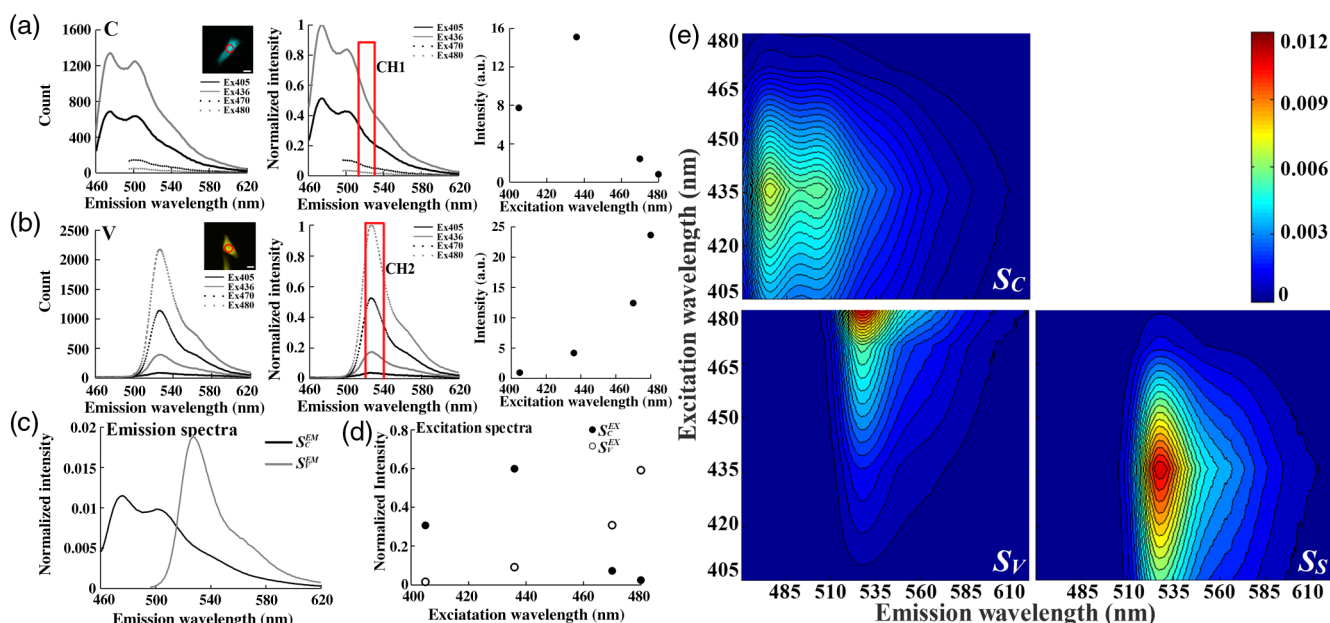 (a)
C
1600
1200
800
400
0
Count
460 500 540 580 620
Emission wavelength (nm)
Ex405
Ex436
Ex470
Ex480
1
0.8
0.6
0.4
0.2
0
Normalized intensity
CH1
Ex405
Ex436
Ex470
Ex480
460 500 540 580 620
Emission wavelength (nm)
16
12
8
4
0
Intensity (a.u.)
400 420 440 460 480
Excitation wavelength (nm)
(b)
V
2500
2000
1500
1000
500
0
Count
460 500 540 580 620
Emission wavelength (nm)
Ex405
Ex436
Ex470
Ex480
1
0.8
0.6
0.4
0.2
0
Normalized intensity
CH2
Ex405
Ex436
Ex470
Ex480
460 500 540 580 620
Emission wavelength (nm)
25
20
15
10
5
0
Intensity (a.u.)
400 420 440 460 480
Excitation wavelength (nm)
(c)
Emission spectra
0.02
0.015
0.01
0.005
0
Normalized intensity
S_C^EM
S_V^EM
460 500 540 580 620
Emission wavelength (nm)
(d)
Excitation spectra
0.8
0.6
0.4
0.2
0
Normalized Intensity
S_C^EX
S_V^EX
400 420 440 460 480 500
Exciatation wavelength (nm)
(e)
480
465
450
435
420
405
S_C
0.012
0.009
0.006
0.003
0
480
465
450
435
420
405
Excitation wavelength (nm)
S_V
S_S
485 510 535 560 585 610
485 510 535 560 585 610
Emission wavelength (nm)